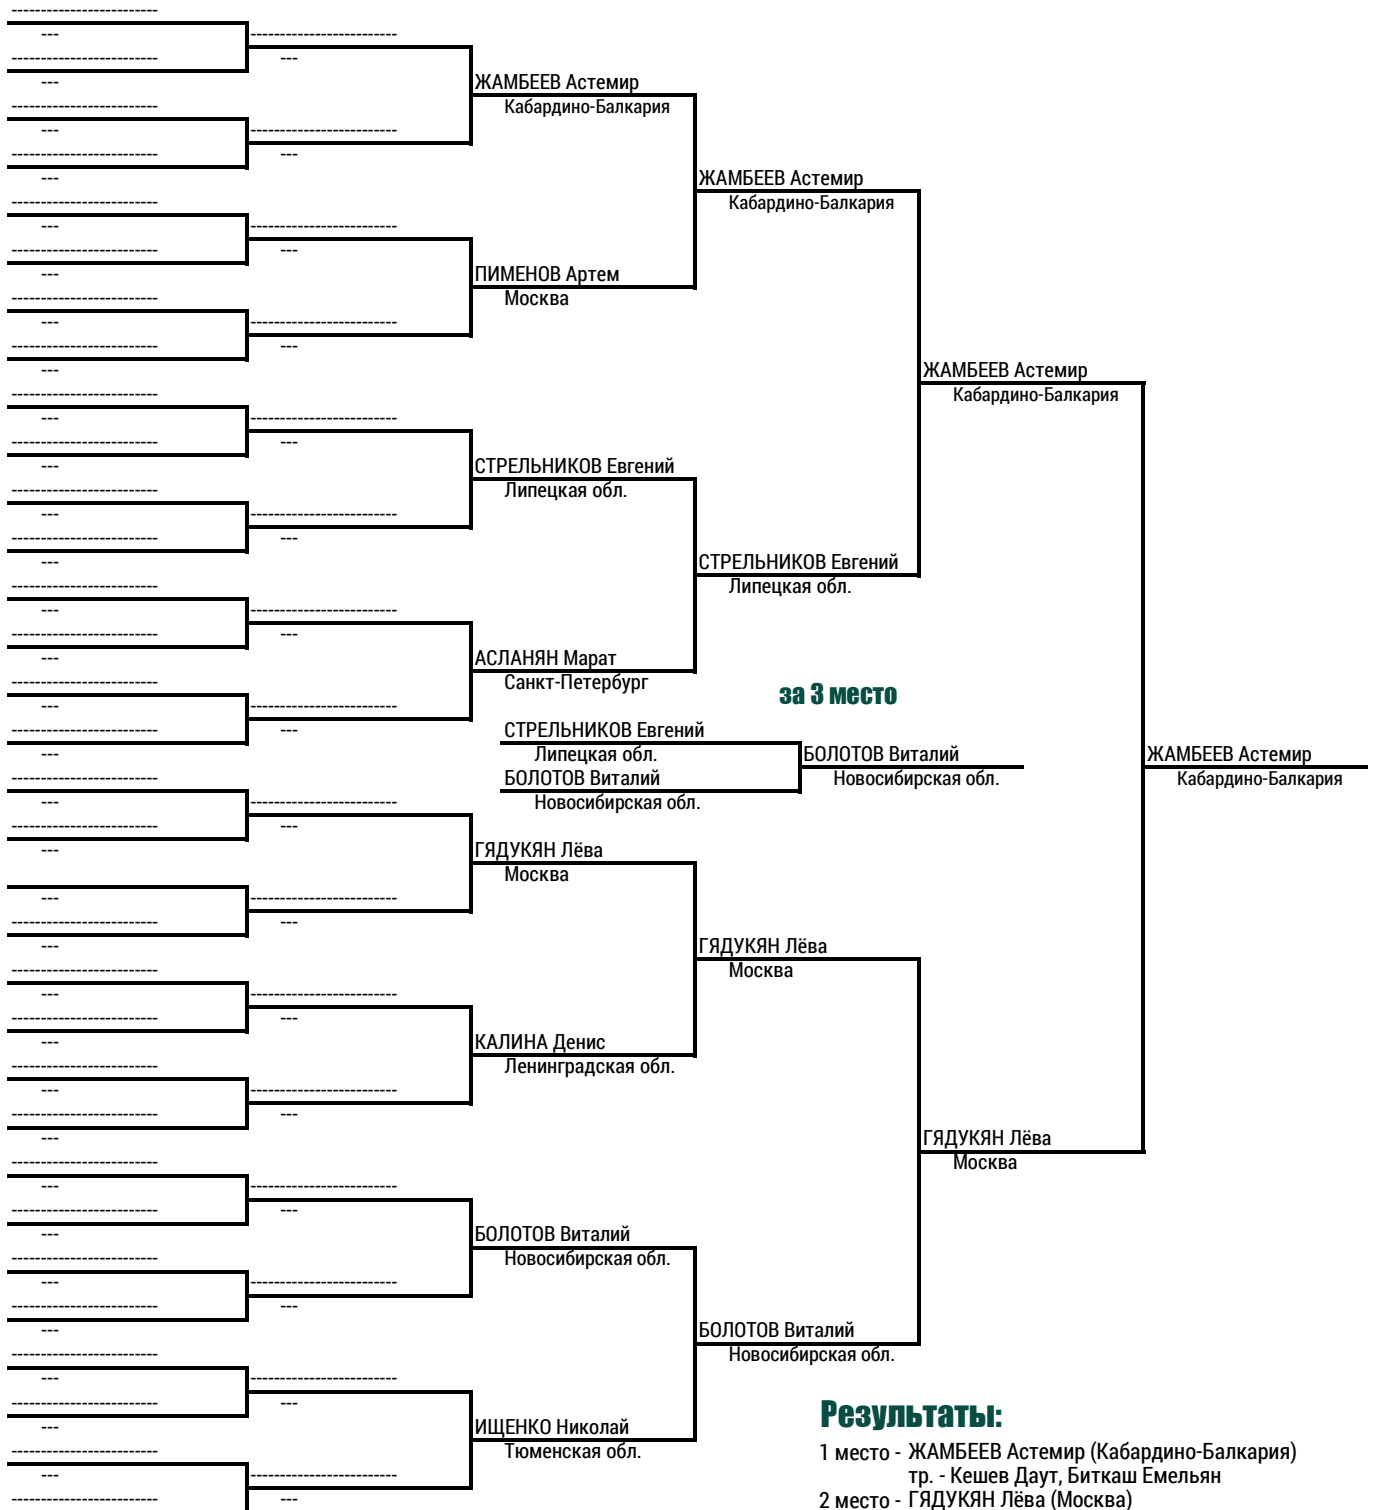 ЖАМБЕЕВ Астемир
Кабардино-Балкария
ЖАМБЕЕВ Астемир
Кабардино-Балкария
ПИМЕНОВ Артем
Москва
ЖАМБЕЕВ Астемир
Кабардино-Балкария
СТРЕЛЬНИКОВ Евгений
Липецкая обл.
СТРЕЛЬНИКОВ Евгений
Липецкая обл.
АСЛАНЯН Марат
Санкт-Петербург
за 3 место
СТРЕЛЬНИКОВ Евгений
Липецкая обл.
БОЛОТОВ Виталий
Новосибирская обл.
БОЛОТОВ Виталий
Новосибирская обл.
ЖАМБЕЕВ Астемир
Кабардино-Балкария
ГЯДУКЯН Лёва
Москва
ГЯДУКЯН Лёва
Москва
КАЛИНА Денис
Ленинградская обл.
ГЯДУКЯН Лёва
Москва
БОЛОТОВ Виталий
Новосибирская обл.
БОЛОТОВ Виталий
Новосибирская обл.
ИЩЕНКО Николай
Тюменская обл.
Результаты:
1 место - ЖАМБЕЕВ Астемир (Кабардино-Балкария)
тр. - Кешев Даут, Биткаш Емельян
2 место - ГЯДУКЯН Лёва (Москва)